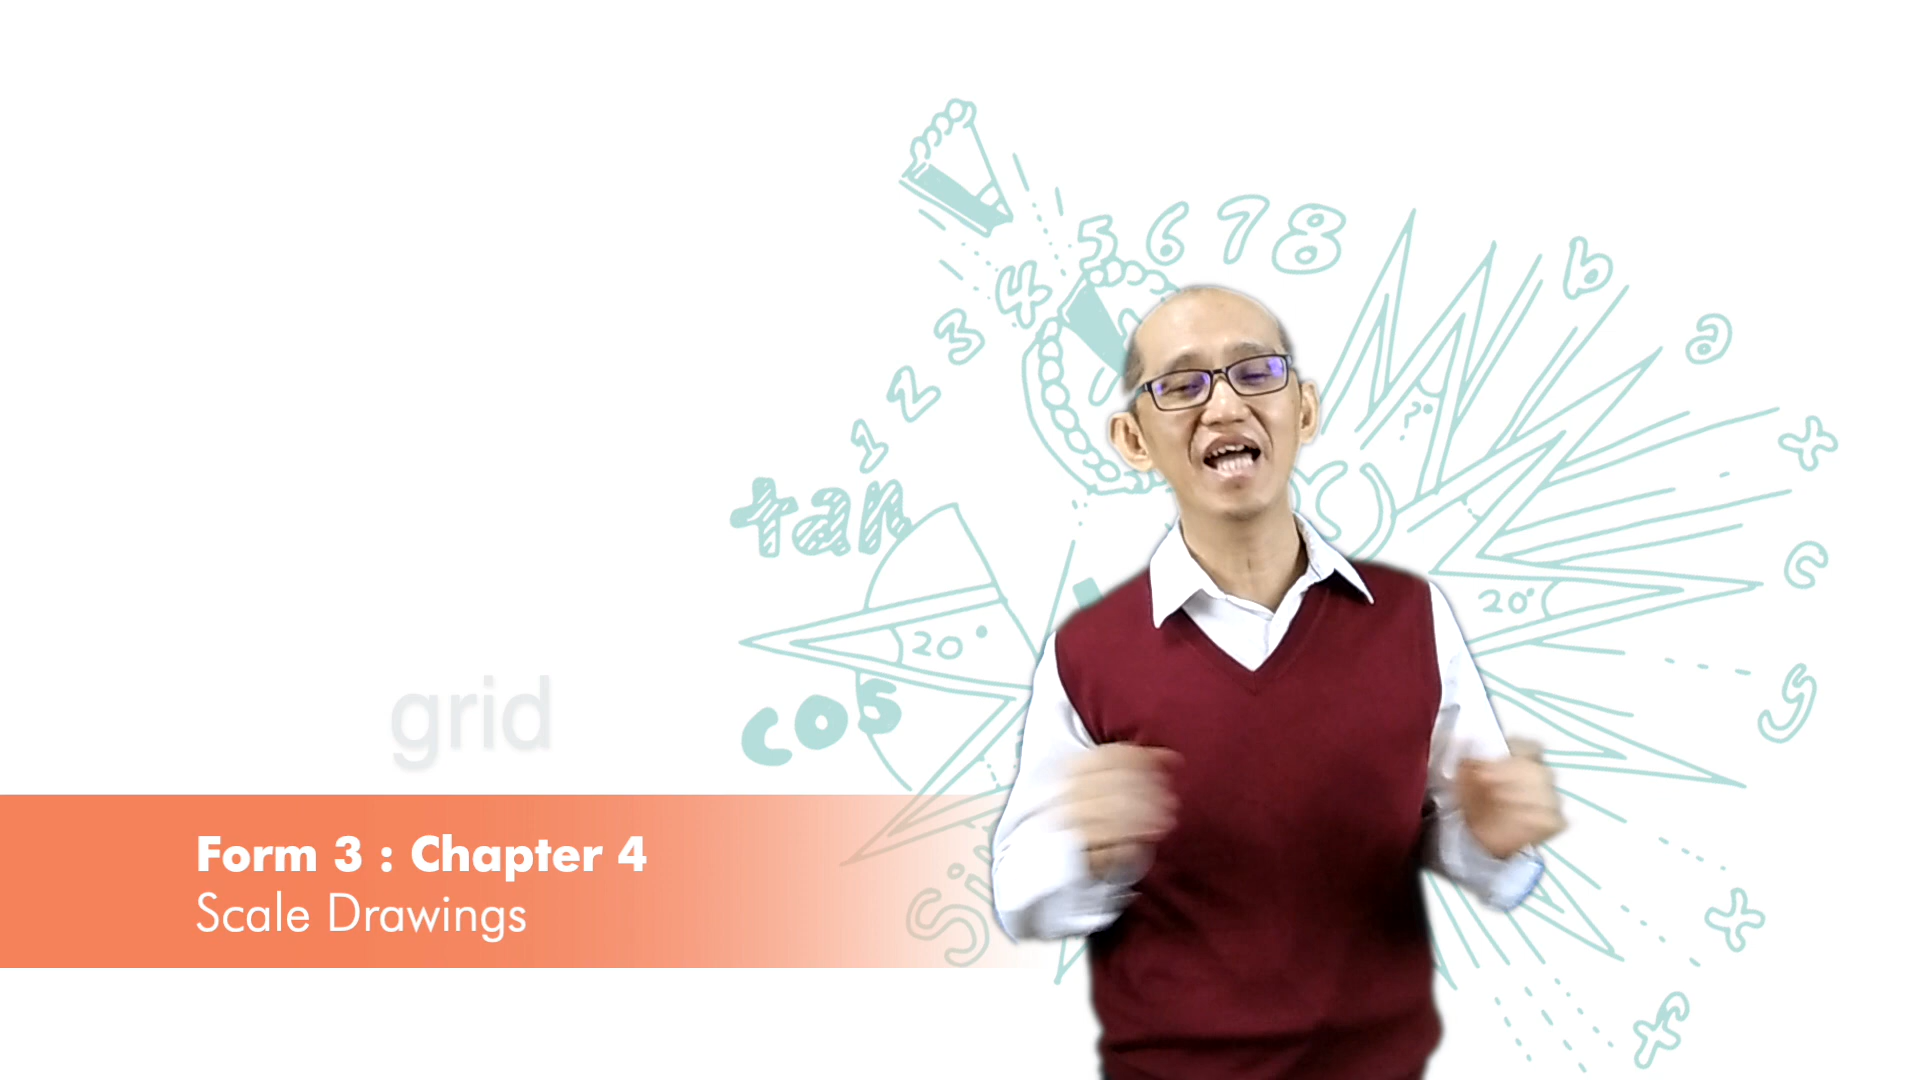 5 6 7 8
4
3
2
1
b
a
x
?°
tan
c
20°
20°
y
grid
cos
Form 3 : Chapter 4
Scale Drawings
x
f